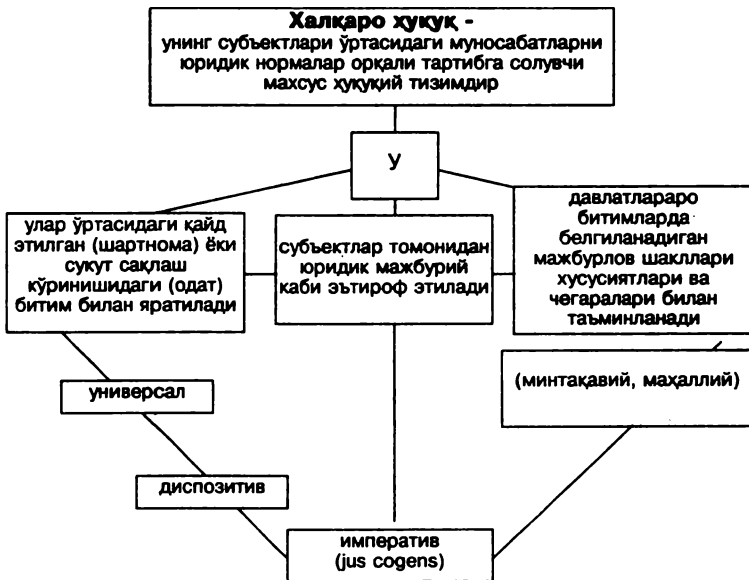 Халқаро ҳуқуқ -
унинг субъектлари ўртасидаги муносабатларни
юридик нормалар орқали тартибга солувчи
махсус ҳуқуқий тизимдир
У
улар ўртасидаги қайд
этилган (шартнома) ёки
сукут сақлаш
кўринишидаги (одат)
битим билан яратилади
субъектлар томонидан
юридик мажбурий
каби эътироф этилади
давлатлараро
битимларда
белгиланадиган
мажбурлов шакллари
хусусиятлари ва
чегаралари билан
таъминланади
универсал
(минтақавий, маҳаллий)
диспозитив
императив
(jus cogens)